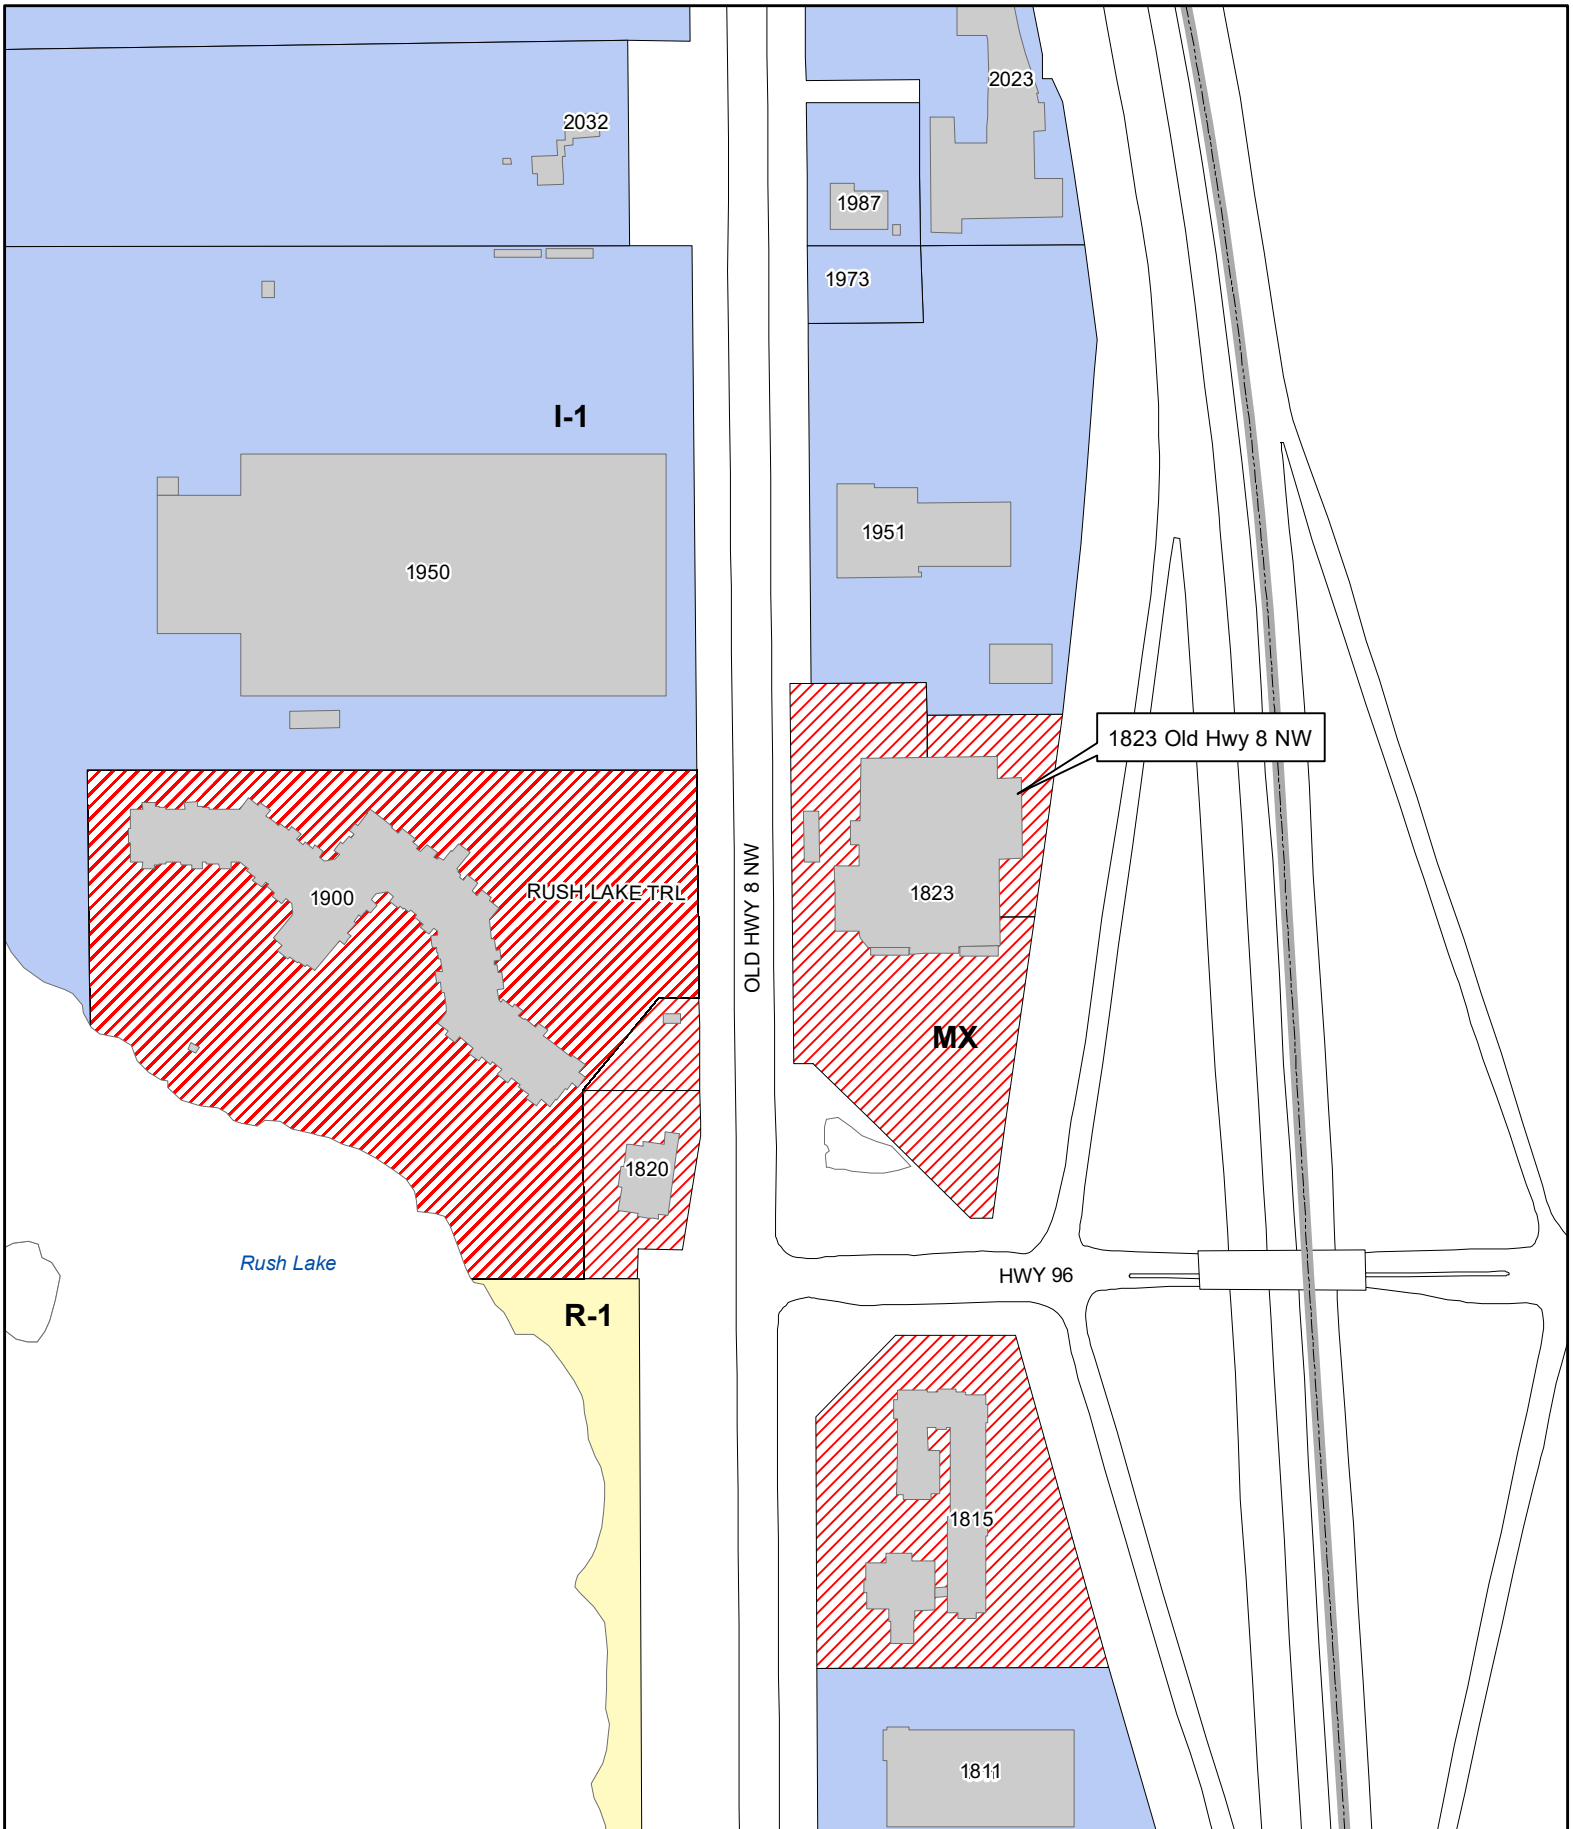 2023
2032
1987
1973
I-1
1951
1950
1823 Old Hwy 8 NW
OLD HWY 8 NW
1900
RUSH LAKE TRL
1823
MX
1820
Rush Lake
HWY 96
R-1
1815
1811